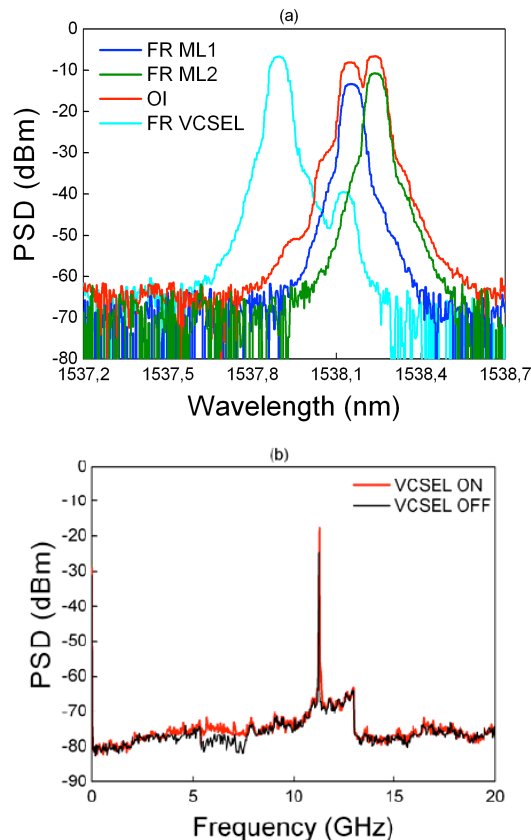 (a)
0
-10
-20
-30
-40
-50
-60
-70
-80
FR ML1
FR ML2
OI
FR VCSEL
PSD (dBm)
1537,2 1537,5 1537,8 1538,1 1538,4 1538,7
Wavelength (nm)
(b)
0
-10
-20
-30
-40
-50
-60
-70
-80
-90
VCSEL ON
VCSEL OFF
PSD (dBm)
0 5 10 15 20
Frequency (GHz)